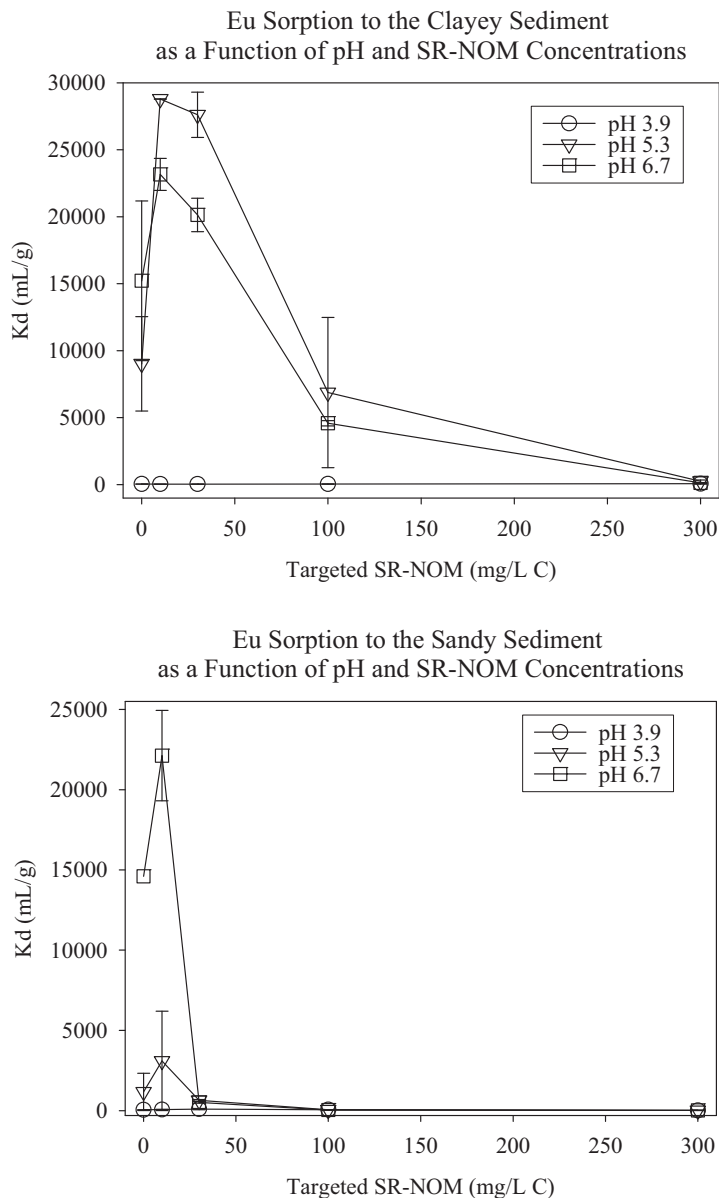 Eu Sorption to the Clayey Sediment
as a Function of pH and SR-NOM Concentrations
30000
25000
20000
15000
10000
5000
0
Kd (mL/g)
pH 3.9
pH 5.3
pH 6.7
0 50 100 150 200 250 300
Targeted SR-NOM (mg/L C)
Eu Sorption to the Sandy Sediment
as a Function of pH and SR-NOM Concentrations
25000
20000
15000
10000
5000
0
Kd (mL/g)
pH 3.9
pH 5.3
pH 6.7
0 50 100 150 200 250 300
Targeted SR-NOM (mg/L C)